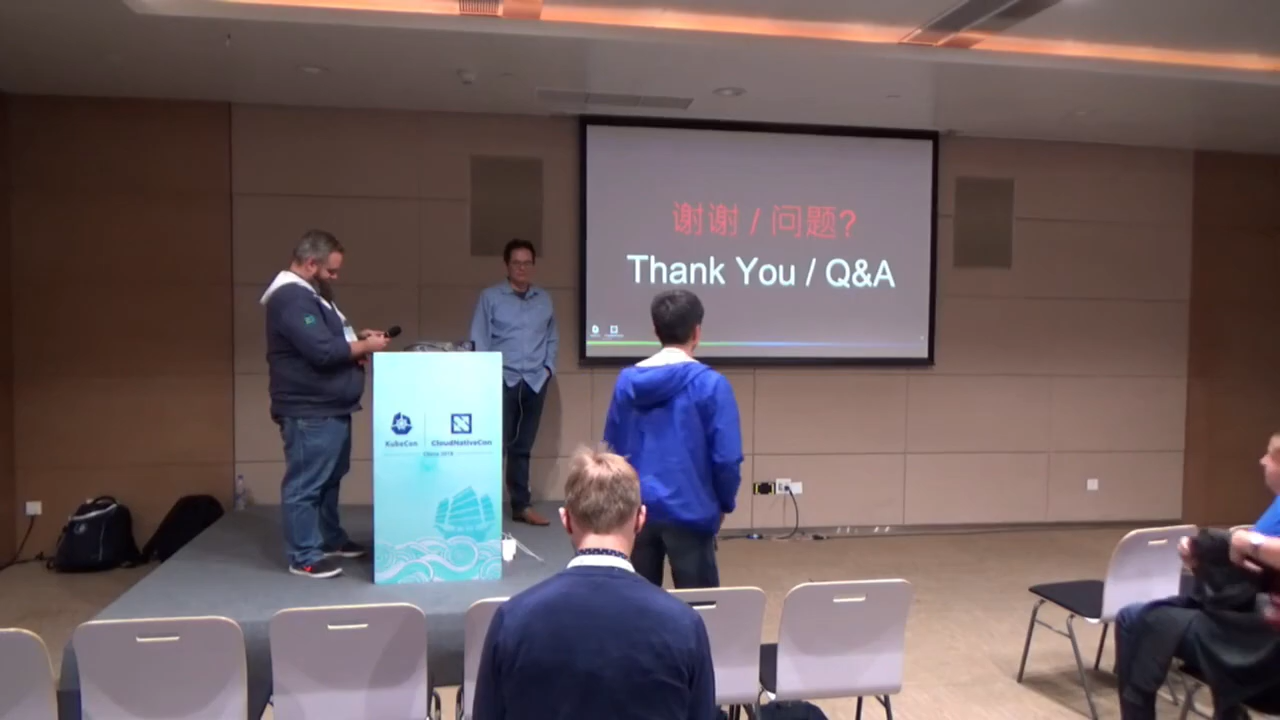 谢谢 / 问题?
Thank You / Q&A
KubeCon
CloudNativeCon
China 2018